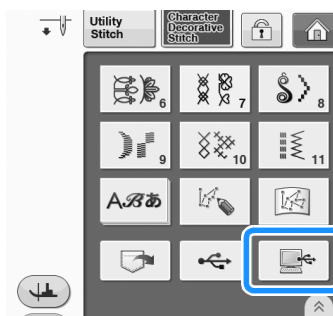 Utility
Stitch
Character
Decorative
Stitch
6
7
8
9
10
11
ABあ